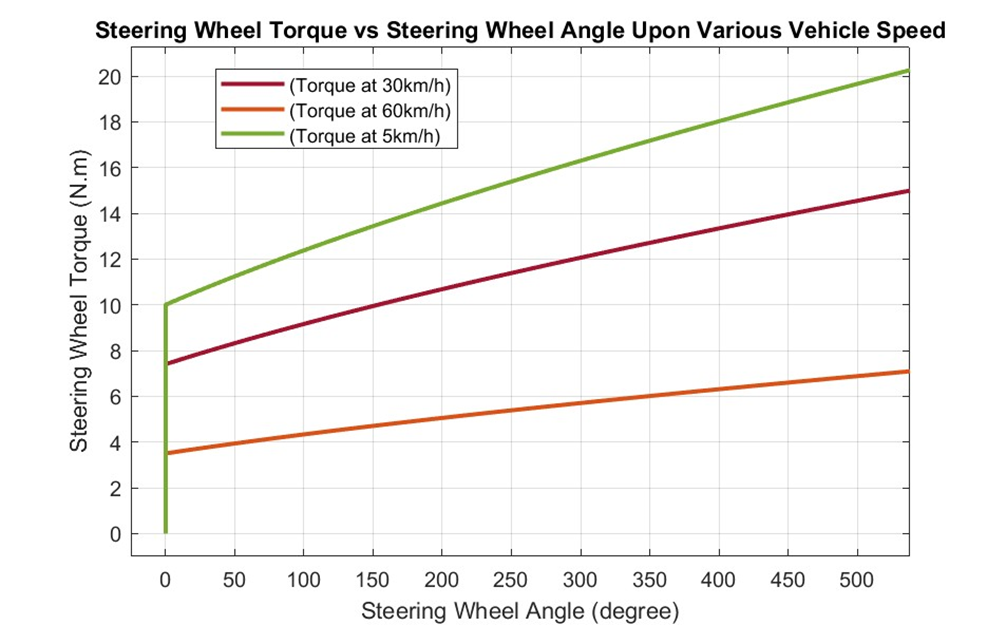 Steering Wheel Torque vs Steering Wheel Angle Upon Various Vehicle Speed
(Torque at 30km/h)
(Torque at 60km/h)
(Torque at 5km/h)
Steering Wheel Torque (N.m)
20
18
16
14
12
10
8
6
4
2
0
0 50 100 150 200 250 300 350 400 450 500
Steering Wheel Angle (degree)